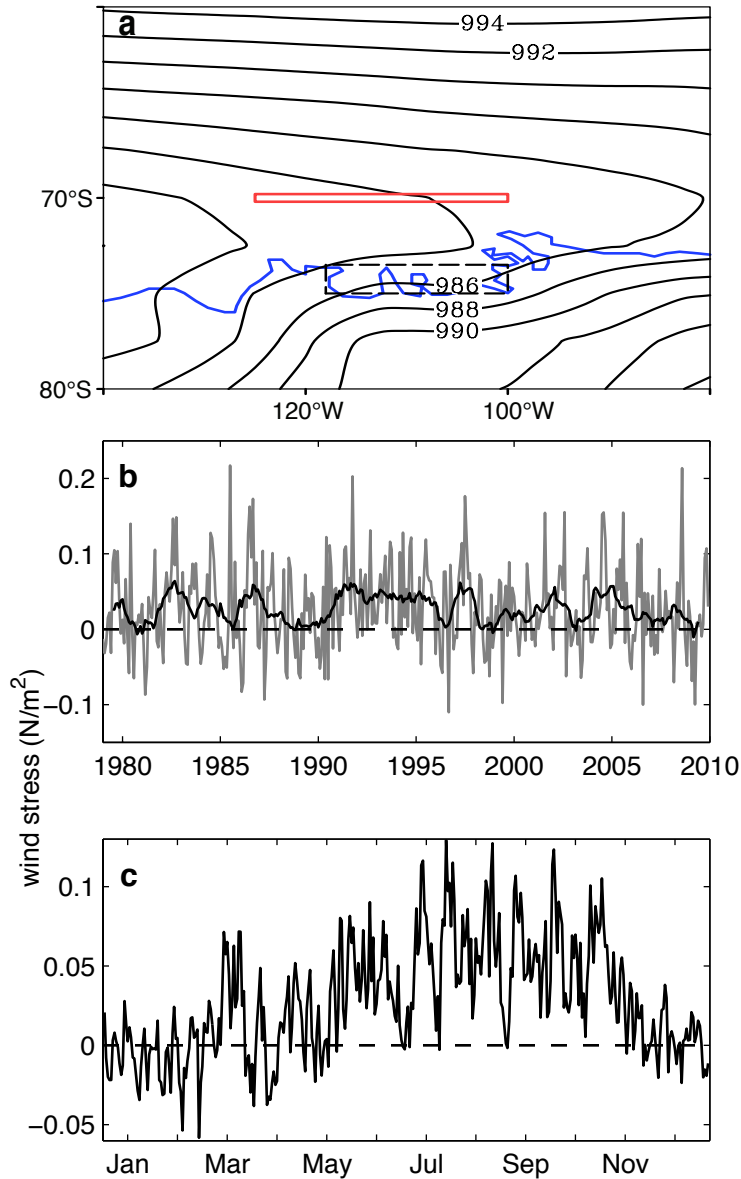 a
994
992
70°S
986
988
990
80°S
120°W 100°W
b
0.2
0.1
0
−0.1
1980 1985 1990 1995 2000 2005 2010
wind stress (N/m²)
c
0.1
0.05
0
−0.05
Jan Mar May Jul Sep Nov